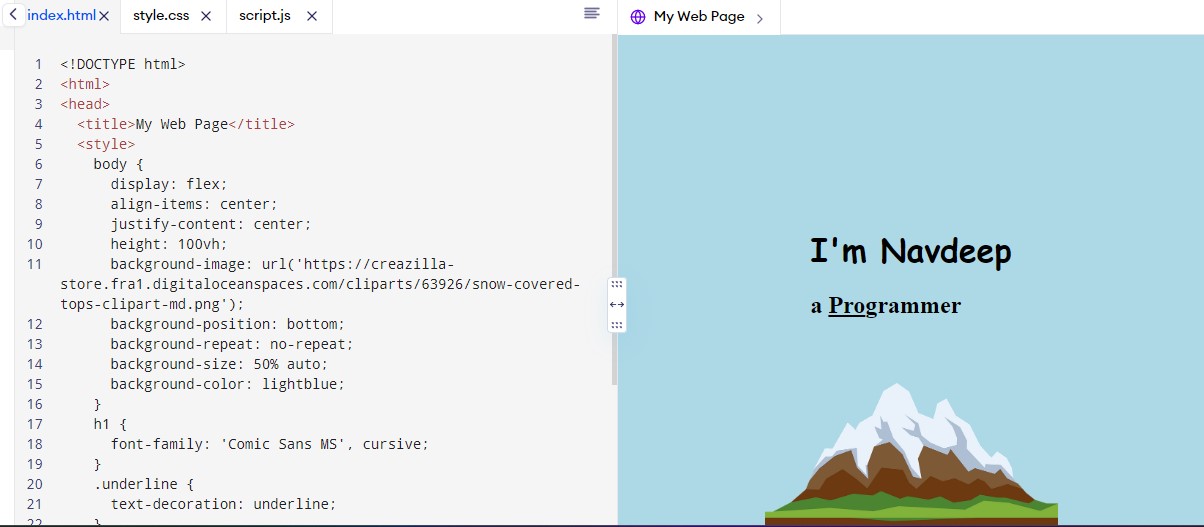 index.html
style.css
script.js
My Web Page
1 <!DOCTYPE html>
2 <html>
3 <head>
4 <title>My Web Page</title>
5 <style>
6 body {
7 display: flex;
8 align-items: center;
9 justify-content: center;
10 height: 100vh;
11 background-image: url('https://creazilla-
store.fra1.digitaloceanspaces.com/cliparts/63926/snow-covered-
tops-clipart-md.png');
12 background-position: bottom;
13 background-repeat: no-repeat;
14 background-size: 50% auto;
15 background-color: lightblue;
16 }
17 h1 {
18 font-family: 'Comic Sans MS', cursive;
19 }
20 .underline {
21 text-decoration: underline;
22 }
I'm Navdeep
a Programmer